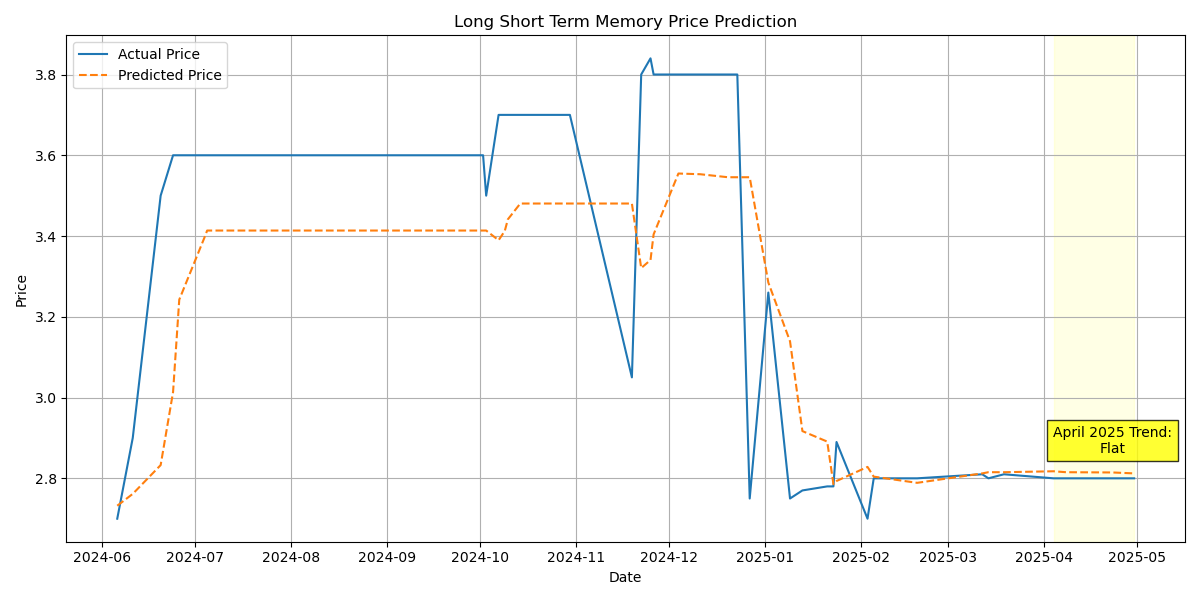 Long Short Term Memory Price Prediction
Actual Price
Predicted Price
Price
3.8
3.6
3.4
3.2
3.0
2.8
April 2025 Trend:
Flat
2024-06 2024-07 2024-08 2024-09 2024-10 2024-11 2024-12 2025-01 2025-02 2025-03 2025-04 2025-05
Date